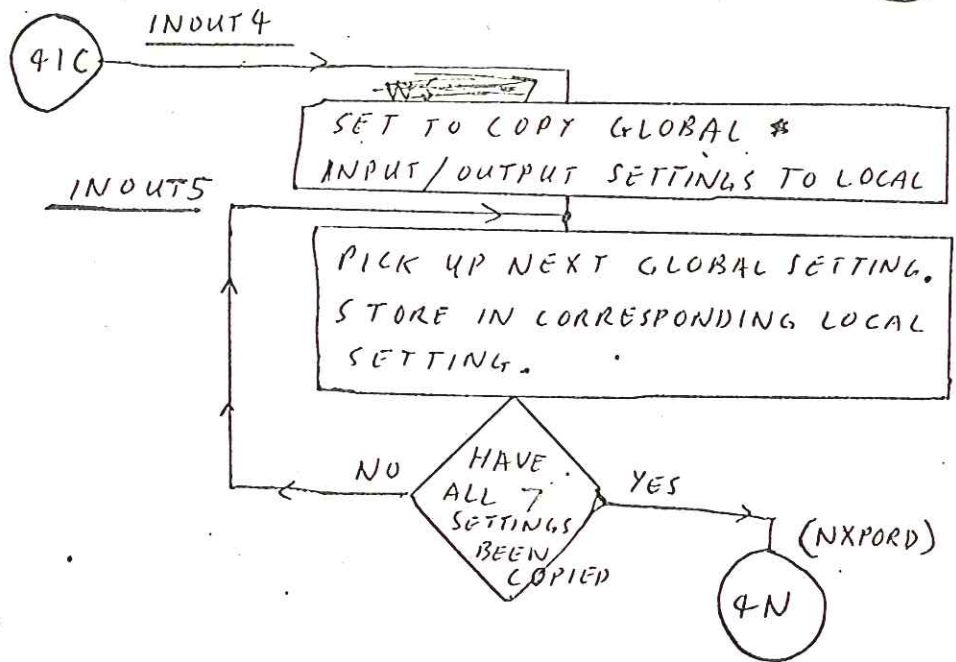 INOUT4
41C
SET TO COPY GLOBAL *
INPUT/OUTPUT SETTINGS TO LOCAL
INOUT5
PICK UP NEXT GLOBAL SETTING.
STORE IN CORRESPONDING LOCAL
SETTING.
NO
HAVE
ALL 7
SETTINGS
BEEN
COPIED
YES
(NXPORD)
4N